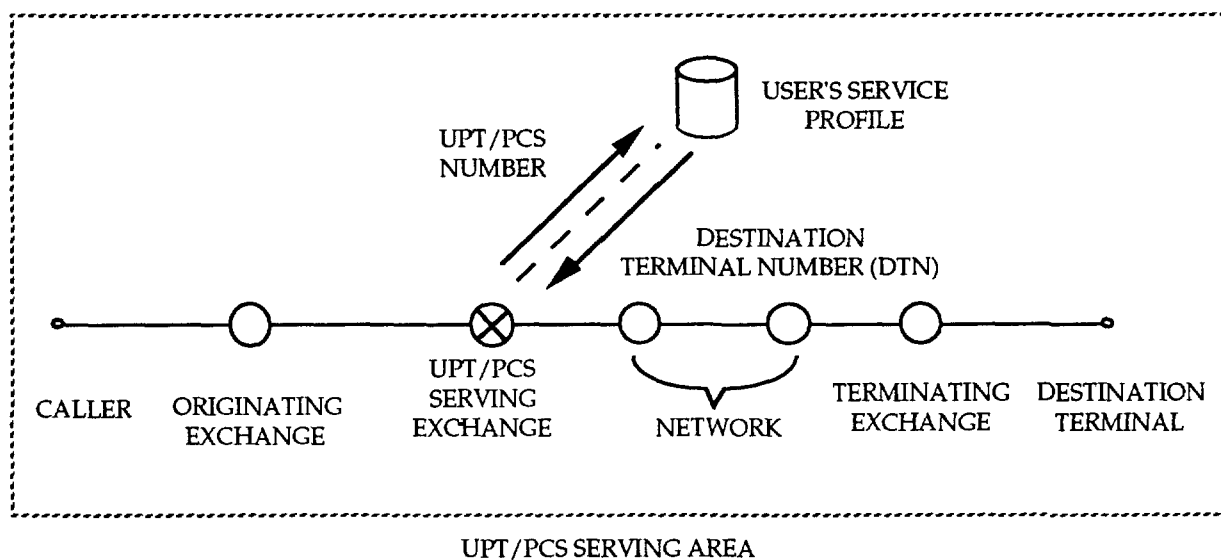 USER'S SERVICE
PROFILE
UPT/PCS
NUMBER
DESTINATION
TERMINAL NUMBER (DTN)
CALLER
ORIGINATING
EXCHANGE
UPT/PCS
SERVING
EXCHANGE
NETWORK
TERMINATING
EXCHANGE
DESTINATION
TERMINAL
UPT/PCS SERVING AREA